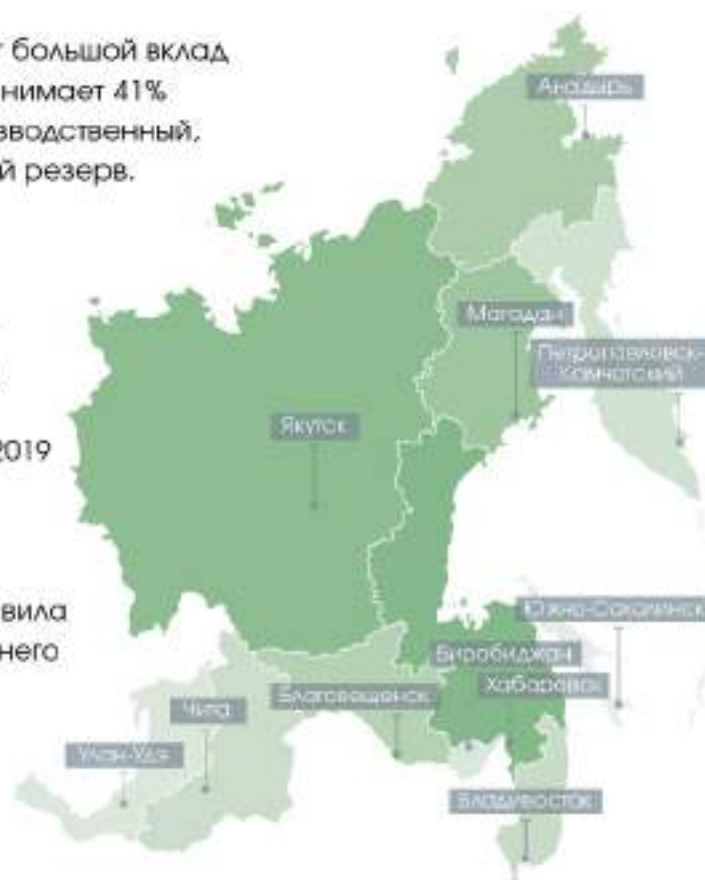 большой вклад
нимает 41%
зводственный,
й резерв.
Анадырь
Магадан
Петропавловск-
Камчатский
Якутск
2019
вила
него
Южно-Сахалинск
Биробиджан
Хабаровск
Благовещенск
Чита
Улан-Удэ
Владивосток